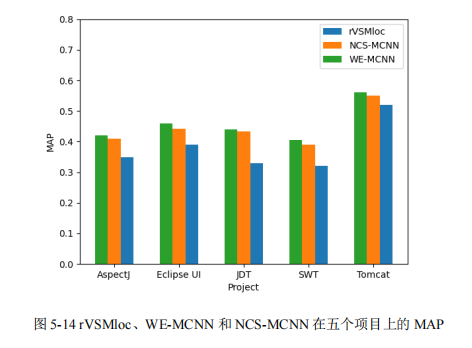 0.8
0.7
0.6
0.5
0.4
0.3
0.2
0.1
0.0
MAP
rVSMloc
NCS-MCNN
WE-MCNN
AspectJ Eclipse UI JDT SWT Tomcat
Project
图 5-14 rVSMloc、WE-MCNN 和 NCS-MCNN 在五个项目上的 MAP